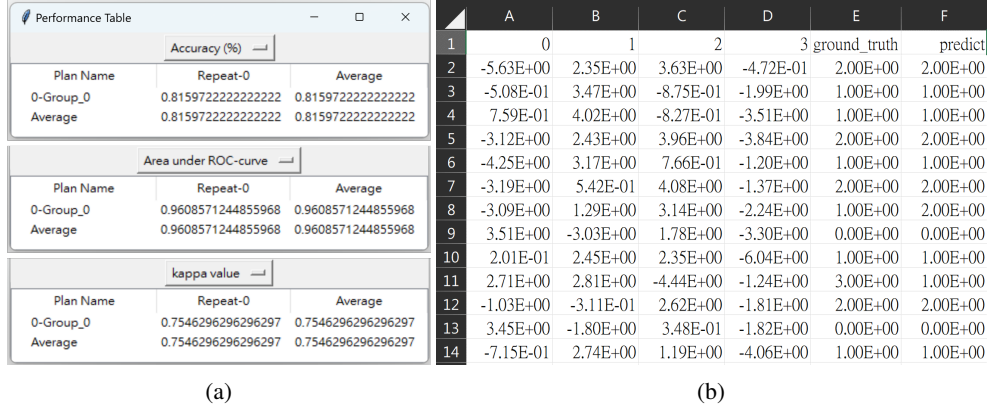 Performance Table
Accuracy (%)
Plan Name Repeat-0 Average
0-Group_0 0.8159722222222222 0.8159722222222222
Average 0.8159722222222222 0.8159722222222222
Area under ROC-curve
Plan Name Repeat-0 Average
0-Group_0 0.9608571244855968 0.9608571244855968
Average 0.9608571244855968 0.9608571244855968
kappa value
Plan Name Repeat-0 Average
0-Group_0 0.7546296296296297 0.7546296296296297
Average 0.7546296296296297 0.7546296296296297
(a)
A B C D E F
1 0 1 2 3 ground_truth predict
2 -5.63E+00 2.35E+00 3.63E+00 -4.72E-01 2.00E+00 2.00E+00
3 -5.08E-01 3.47E+00 -8.75E-01 -1.99E+00 1.00E+00 1.00E+00
4 7.59E-01 4.02E+00 -8.27E-01 -3.51E+00 1.00E+00 1.00E+00
5 -3.12E+00 2.43E+00 3.96E+00 -3.84E+00 2.00E+00 2.00E+00
6 -4.25E+00 3.17E+00 7.66E-01 -1.20E+00 1.00E+00 1.00E+00
7 -3.19E+00 5.42E-01 4.08E+00 -1.37E+00 2.00E+00 2.00E+00
8 -3.09E+00 1.29E+00 3.14E+00 -2.24E+00 1.00E+00 2.00E+00
9 3.51E+00 -3.03E+00 1.78E+00 -3.30E+00 0.00E+00 0.00E+00
10 2.01E-01 2.45E+00 2.35E+00 -6.04E+00 1.00E+00 1.00E+00
11 2.71E+00 2.81E+00 -4.44E+00 -1.24E+00 3.00E+00 1.00E+00
12 -1.03E+00 -3.11E-01 2.62E+00 -1.81E+00 2.00E+00 2.00E+00
13 3.45E+00 -1.80E+00 3.48E-01 -1.82E+00 0.00E+00 0.00E+00
14 -7.15E-01 2.74E+00 1.19E+00 -4.06E+00 1.00E+00 1.00E+00
(b)